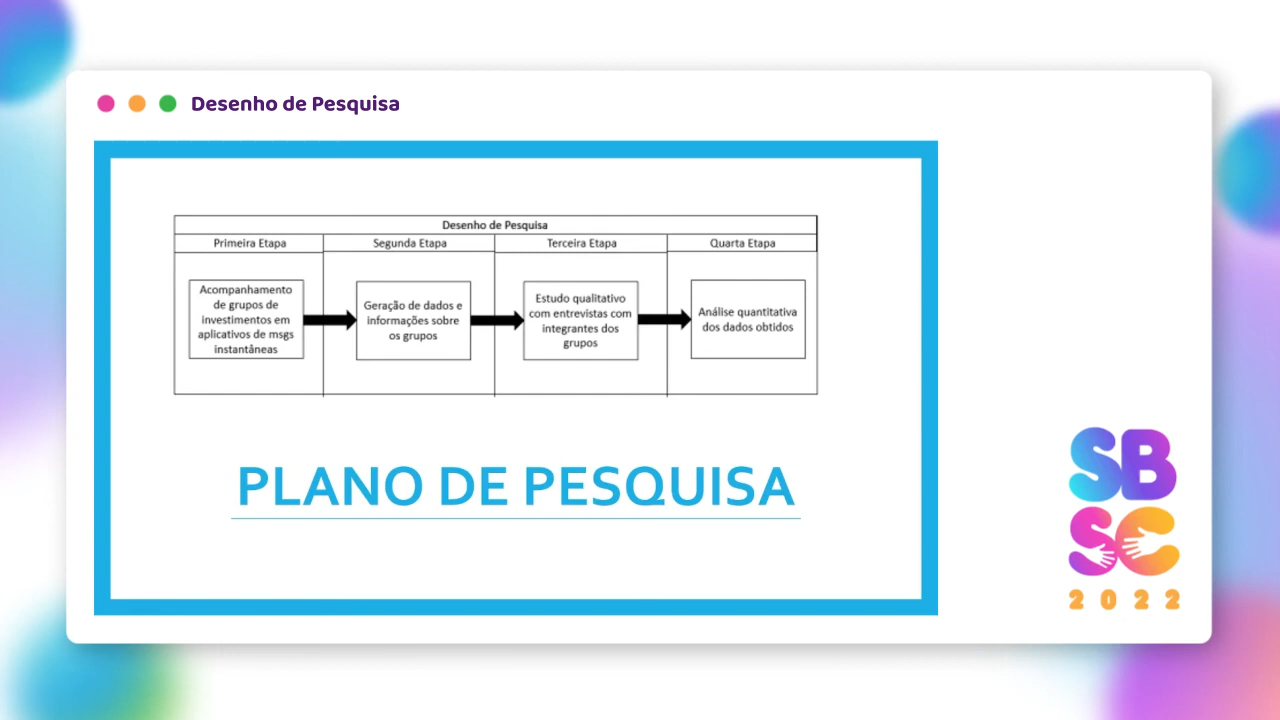 Desenho de Pesquisa
Desenho de Pesquisa
Primeira Etapa
Segunda Etapa
Terceira Etapa
Quarta Etapa
Acompanhamento
de grupos de
investimentos em
aplicativos de msgs
instantâneas
Geração de dados e
informações sobre
os grupos
Estudo qualitativo
com entrevistas com
integrantes dos
grupos
Análise quantitativa
dos dados obtidos
PLANO DE PESQUISA
SB
SC
2022